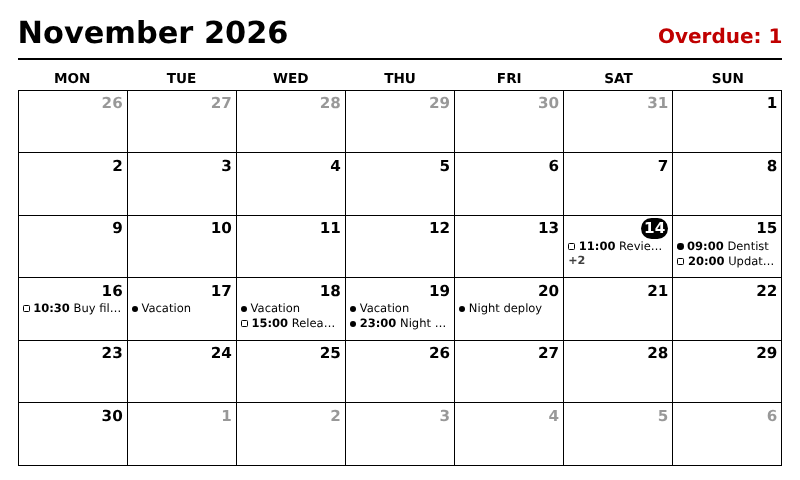 November 2026
Overdue: 1
MON TUE WED THU FRI SAT SUN
26 27 28 29 30 31 1
2 3 4 5 6 7 8
9 10 11 12 13 14 15
11:00 Revie… 09:00 Dentist
+2 20:00 Updat…
16 17 18 19 20 21 22
10:30 Buy fil… Vacation Vacation Vacation Night deploy
15:00 Relea… 23:00 Night …
23 24 25 26 27 28 29
30 1 2 3 4 5 6